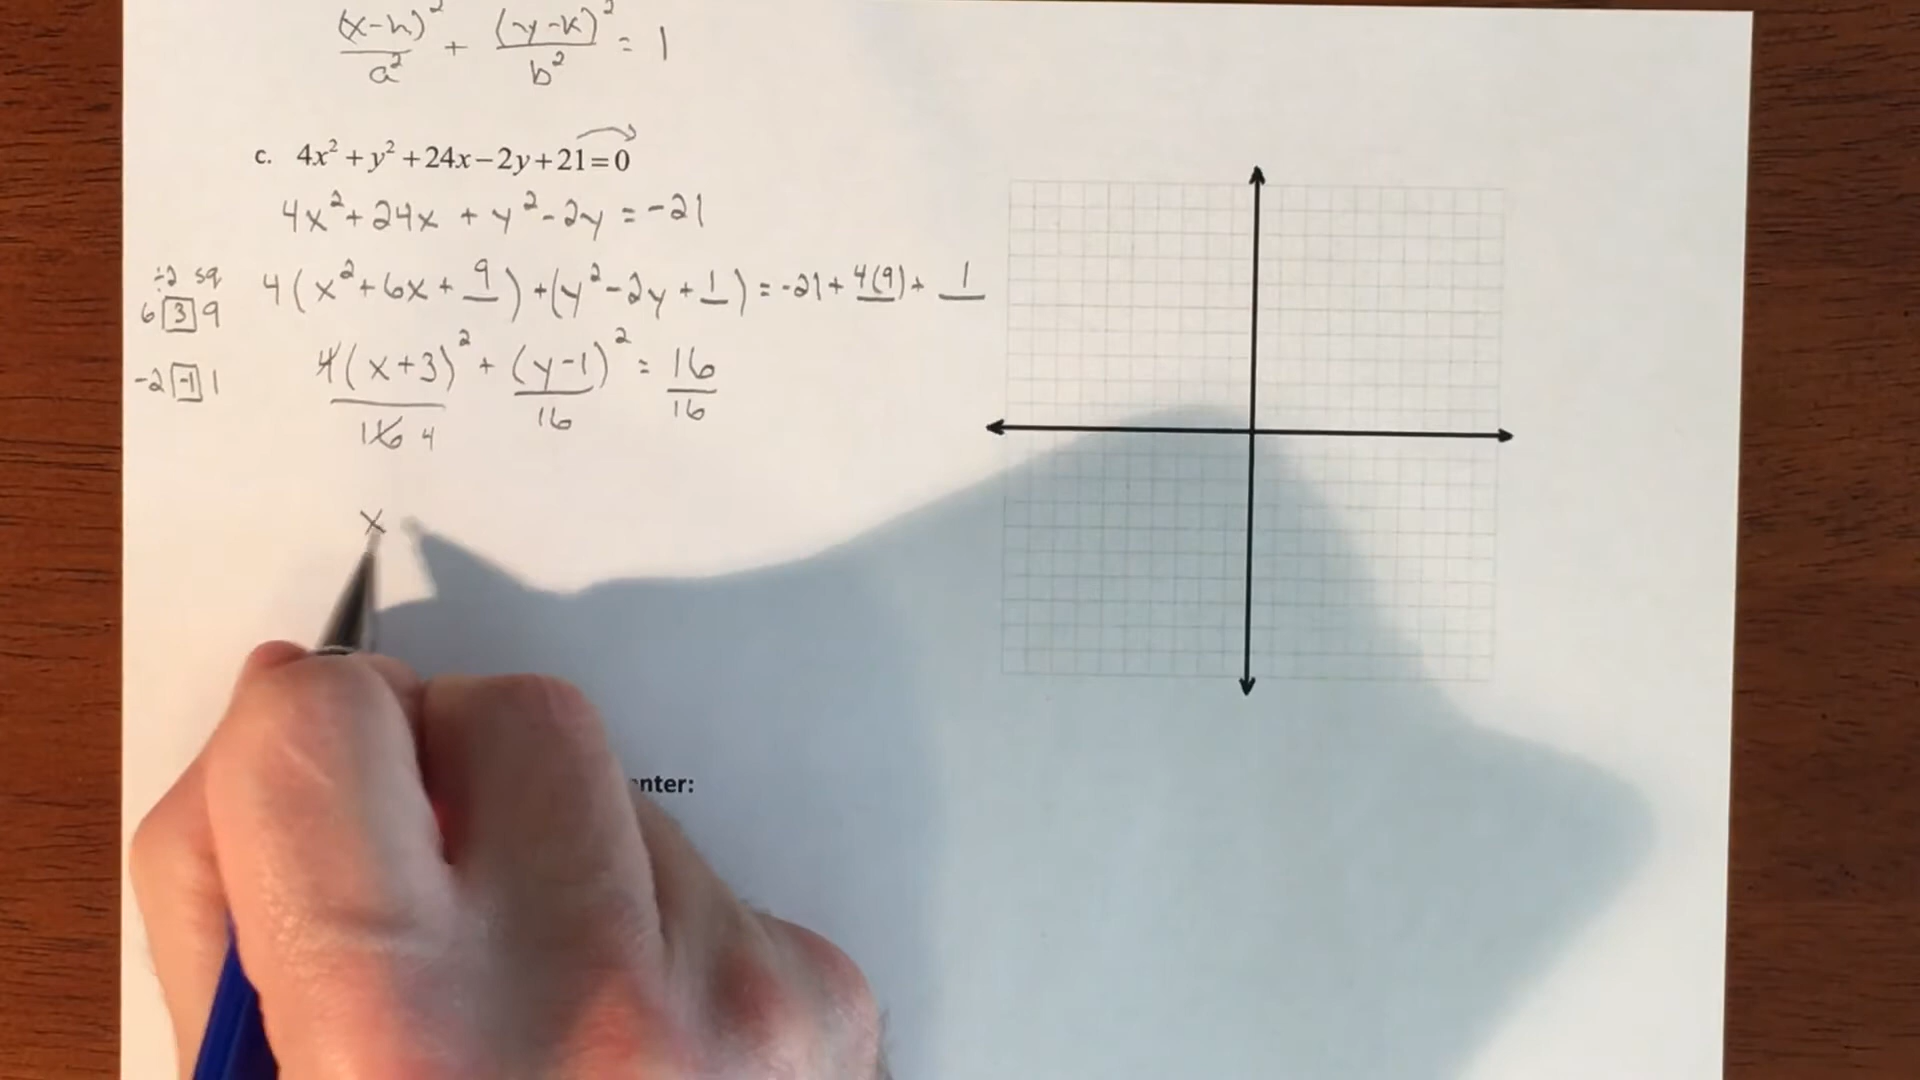 (x-h)²/a² + (y-k)²/b² = 1
c. 4x²+y²+24x−2y+21=0
4x²+24x + y²-2y = -21
÷2 sq
4(x²+6x+9) + (y²-2y+1) = -21+4(9)+1
6 3 9
4(x+3)²/16 4 + (y-1)²/16 = 16/16
-2 -1 1
x
nter: